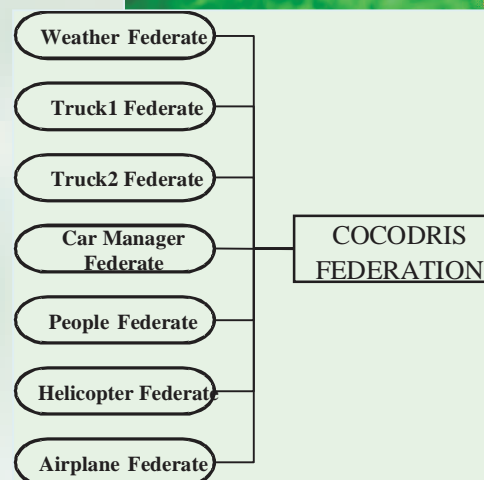 Weather Federate
Truck1 Federate
Truck2 Federate
Car Manager
Federate
People Federate
Helicopter Federate
Airplane Federate
COCODRIS
FEDERATION